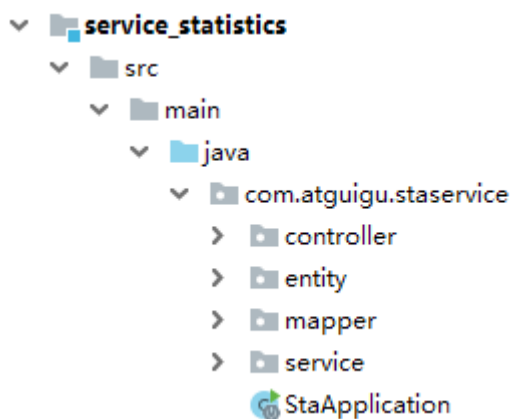 service_statistics
src
main
java
com.atguigu.staservice
controller
entity
mapper
service
StaApplication